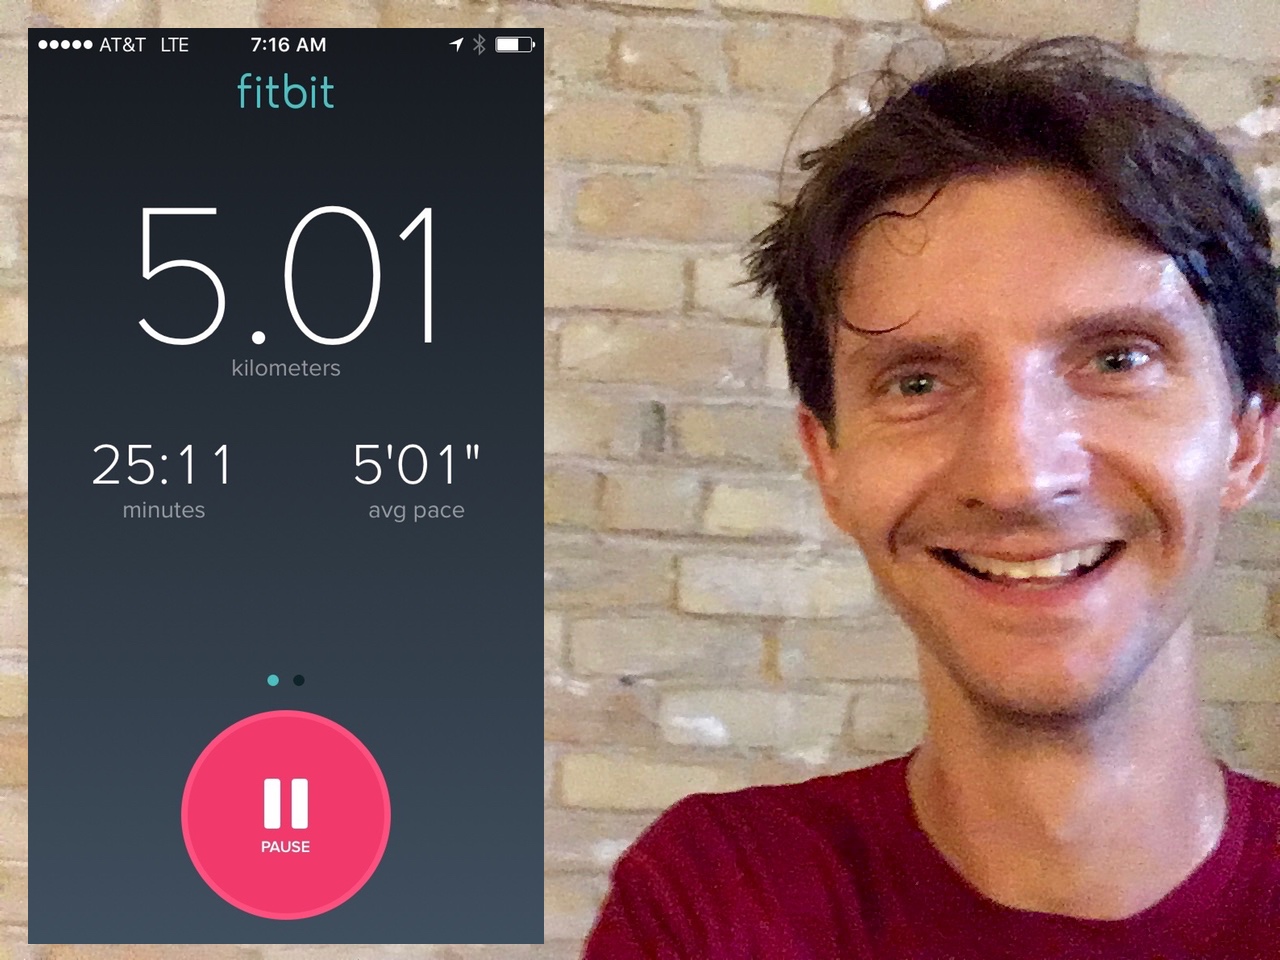 AT&T LTE 7:16 AM
fitbit
5.01
kilometers
25:11 5'01"
minutes avg pace
PAUSE